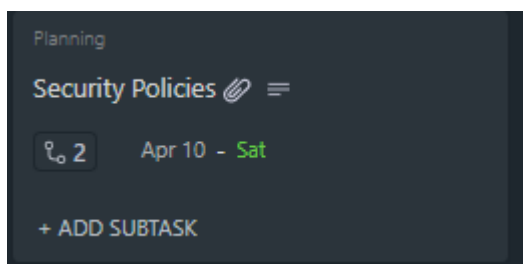 Planning
Security Policies
2 Apr 10 - Sat
+ ADD SUBTASK